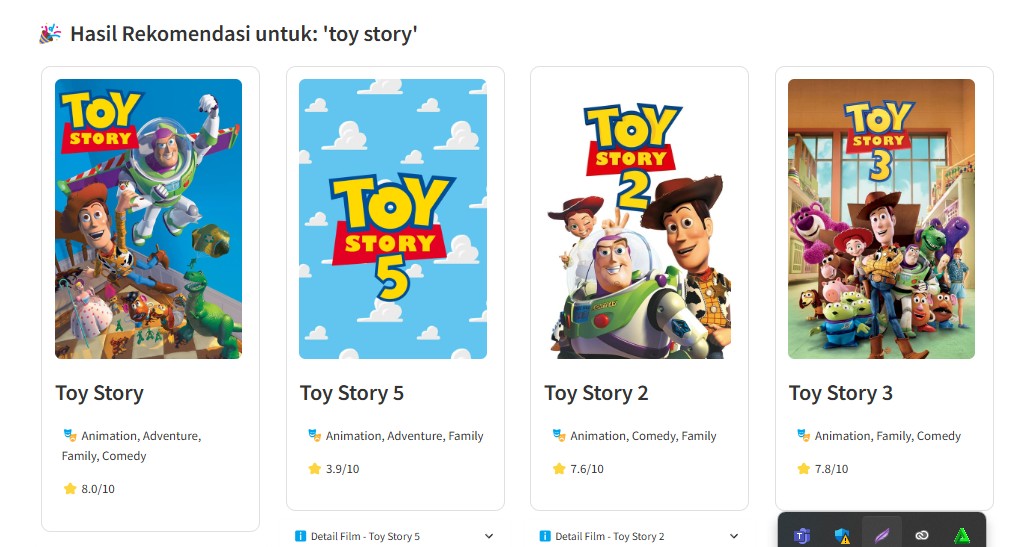 🎉 Hasil Rekomendasi untuk: 'toy story'
TOY
STORY
Toy Story
🎭 Animation, Adventure,
Family, Comedy
⭐ 8.0/10
TOY
STORY
5
Toy Story 5
🎭 Animation, Adventure, Family
⭐ 3.9/10
ℹ️ Detail Film - Toy Story 5
TOY
STORY
2
Toy Story 2
🎭 Animation, Comedy, Family
⭐ 7.6/10
ℹ️ Detail Film - Toy Story 2
TOY
STORY
3
Toy Story 3
🎭 Animation, Family, Comedy
⭐ 7.8/10